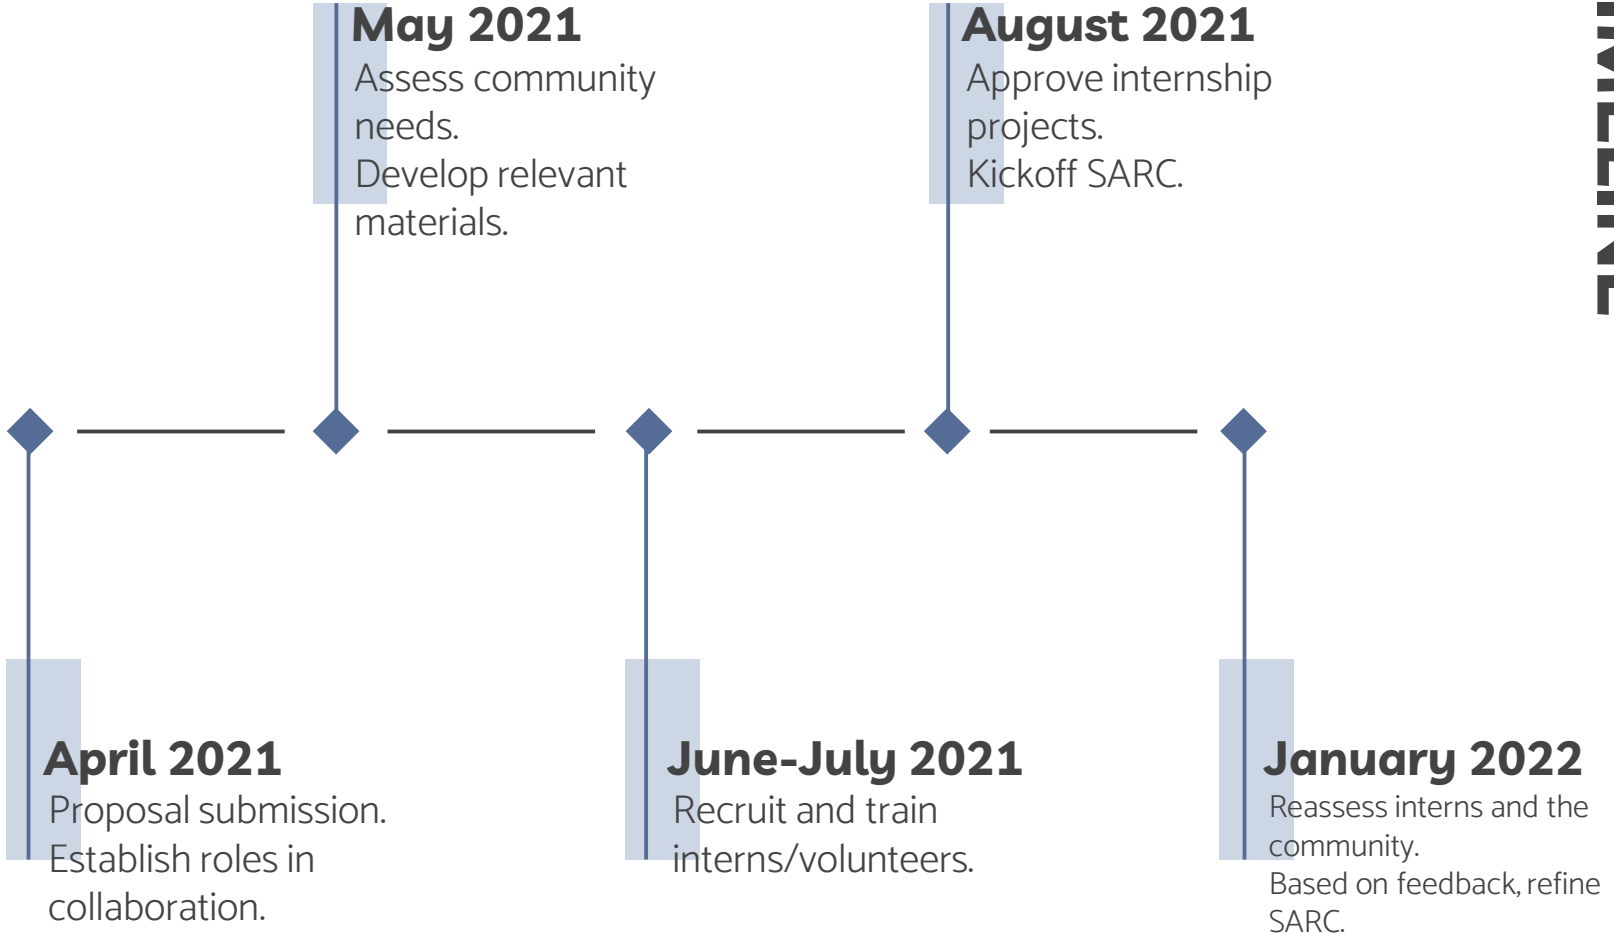 May 2021
Assess community
needs.
Develop relevant
materials.
August 2021
Approve internship
projects.
Kickoff SARC.
April 2021
Proposal submission.
Establish roles in
collaboration.
June-July 2021
Recruit and train
interns/volunteers.
January 2022
Reassess interns and the
community.
Based on feedback, refine
SARC.